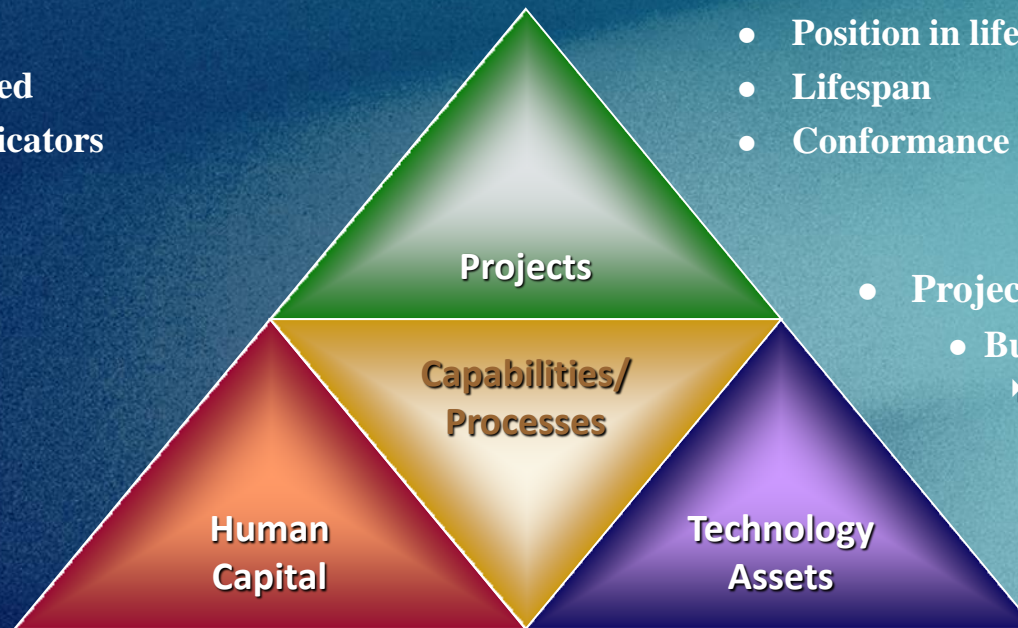 Position in life
ed
Lifespan
icators
Conformance
Projects
Projec
Bu
Capabilities/
Processes
Human
Capital
Technology
Assets